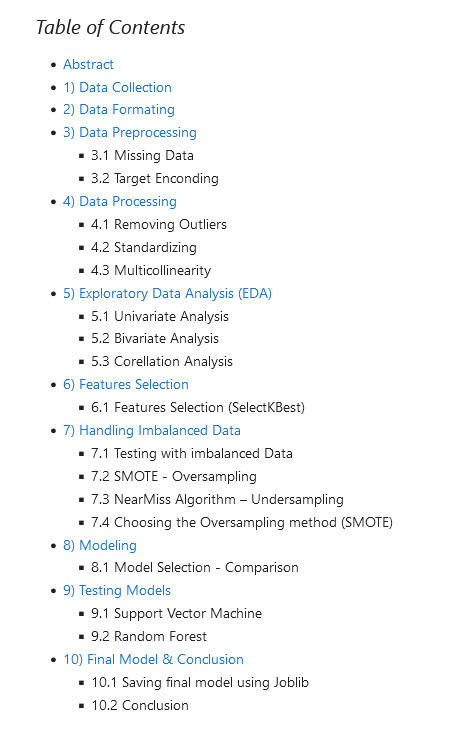 Table of Contents
Abstract
1) Data Collection
2) Data Formating
3) Data Preprocessing
3.1 Missing Data
3.2 Target Enconding
4) Data Processing
4.1 Removing Outliers
4.2 Standardizing
4.3 Multicollinearity
5) Exploratory Data Analysis (EDA)
5.1 Univariate Analysis
5.2 Bivariate Analysis
5.3 Corellation Analysis
6) Features Selection
6.1 Features Selection (SelectKBest)
7) Handling Imbalanced Data
7.1 Testing with imbalanced Data
7.2 SMOTE - Oversampling
7.3 NearMiss Algorithm – Undersampling
7.4 Choosing the Oversampling method (SMOTE)
8) Modeling
8.1 Model Selection - Comparison
9) Testing Models
9.1 Support Vector Machine
9.2 Random Forest
10) Final Model & Conclusion
10.1 Saving final model using Joblib
10.2 Conclusion